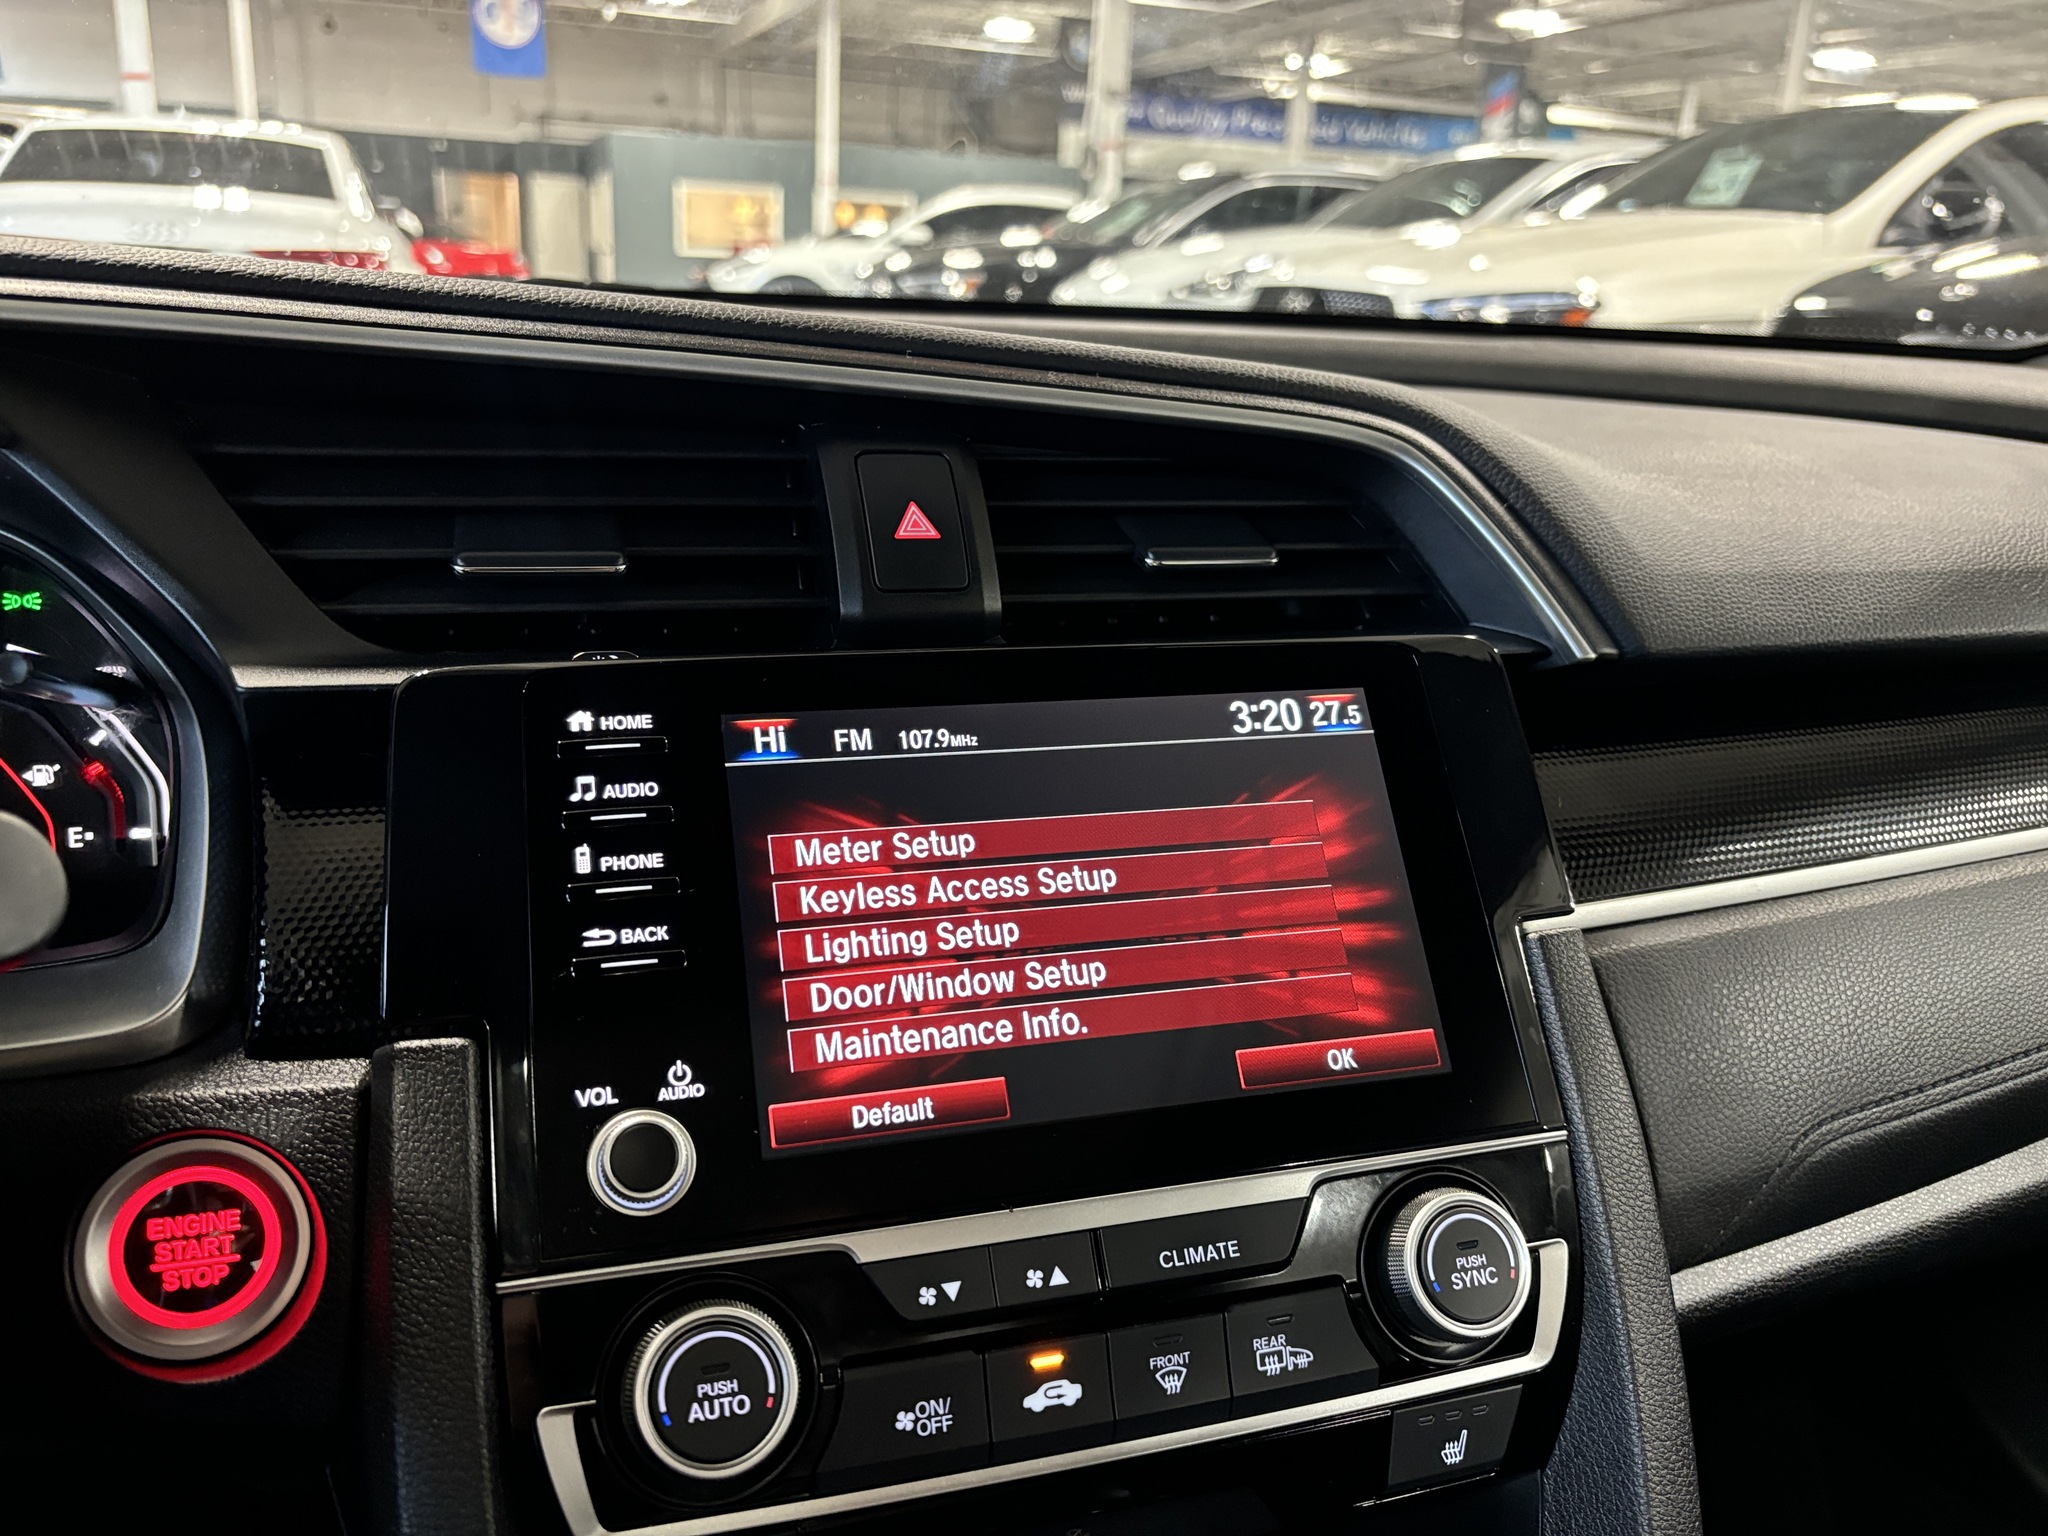 Quality Pre
HOME
AUDIO
PHONE
BACK
VOL
AUDIO
Hi FM 107.9MHz 3:20 27.5
Meter Setup
Keyless Access Setup
Lighting Setup
Door/Window Setup
Maintenance Info.
Default
OK
E
ENGINE
START
STOP
CLIMATE
PUSH
SYNC
PUSH
AUTO
ON/
OFF
FRONT
REAR